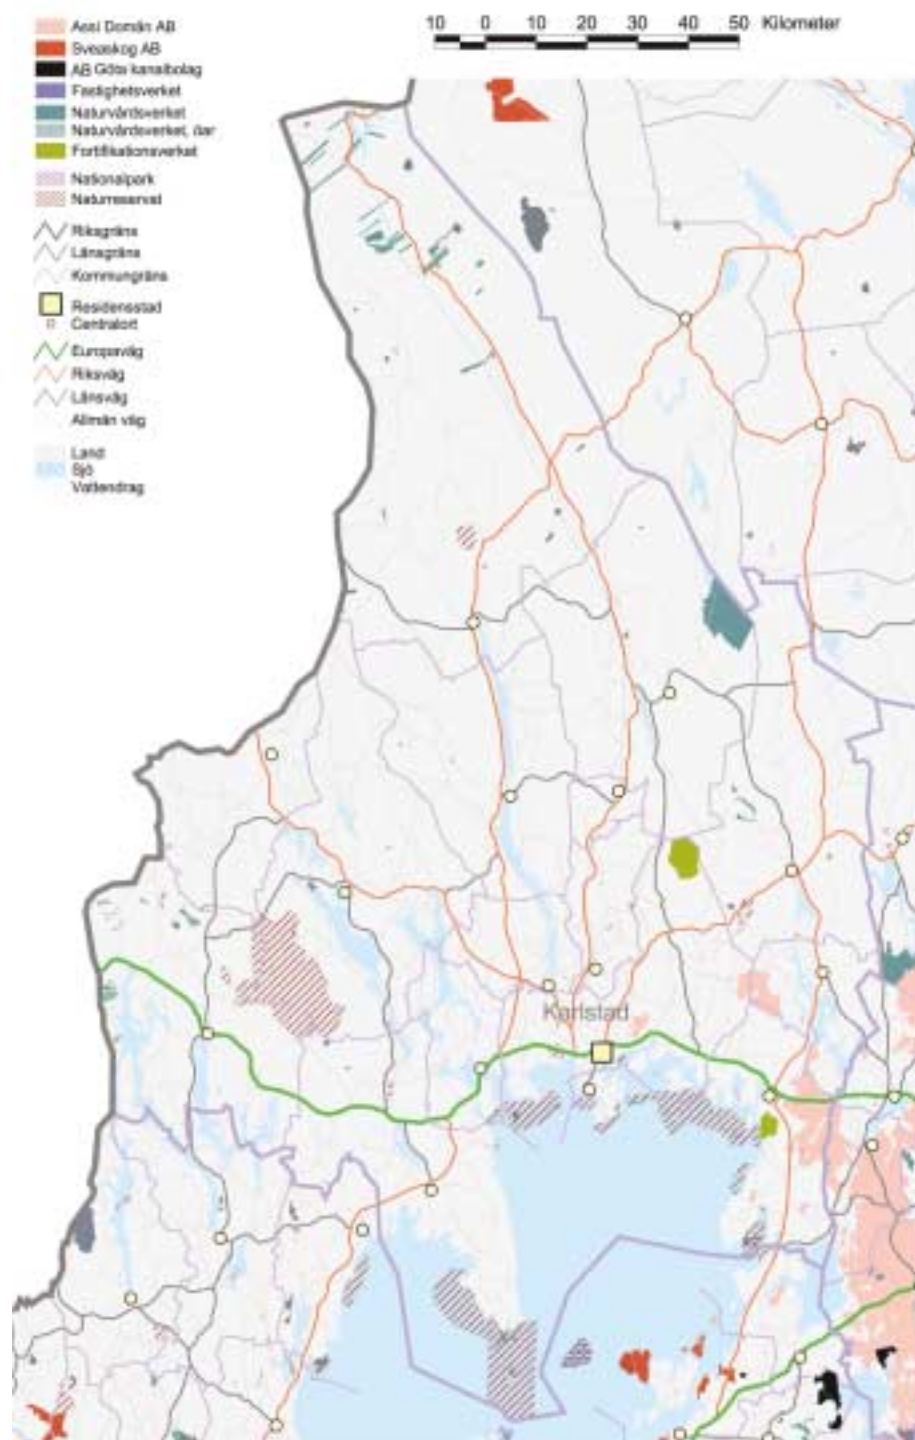 Assi Domän AB
Sveaskog AB
AB Göta kanalbolag
Fastighetsverket
Naturvårdsverket
Naturvårdsverket, öar
Fortifikationsverket
Nationalpark
Naturreservat
Riksgräns
Länsgräns
Kommungräns
Residensstad
Centralort
Europaväg
Riksväg
Länsväg
Allmän väg
Land
Sjö
Vattendrag
10 0 10 20 30 40 50 Kilometer
Karlstad